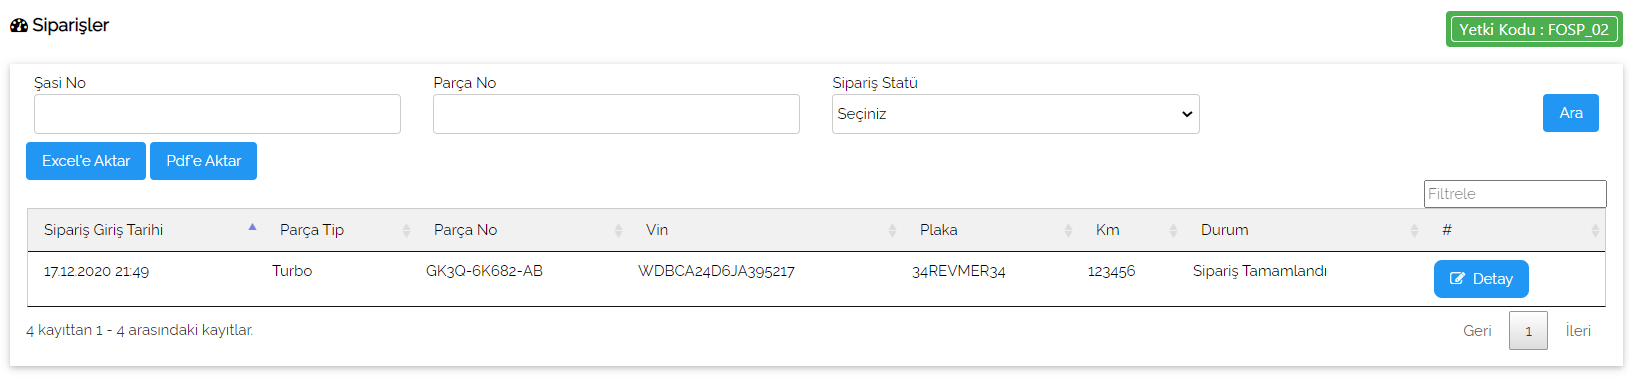 Siparişler
Yetki Kodu : FOSP_02
Şasi No Parça No Sipariş Statü
Seçiniz Ara
Excel'e Aktar Pdf'e Aktar
Filtrele
Sipariş Giriş Tarihi Parça Tip Parça No Vin Plaka Km Durum #
17.12.2020 21:49 Turbo GK3Q-6K682-AB WDBCA24D6JA395217 34REVMER34 123456 Sipariş Tamamlandı Detay
4 kayıttan 1 - 4 arasındaki kayıtlar. Geri 1 İleri